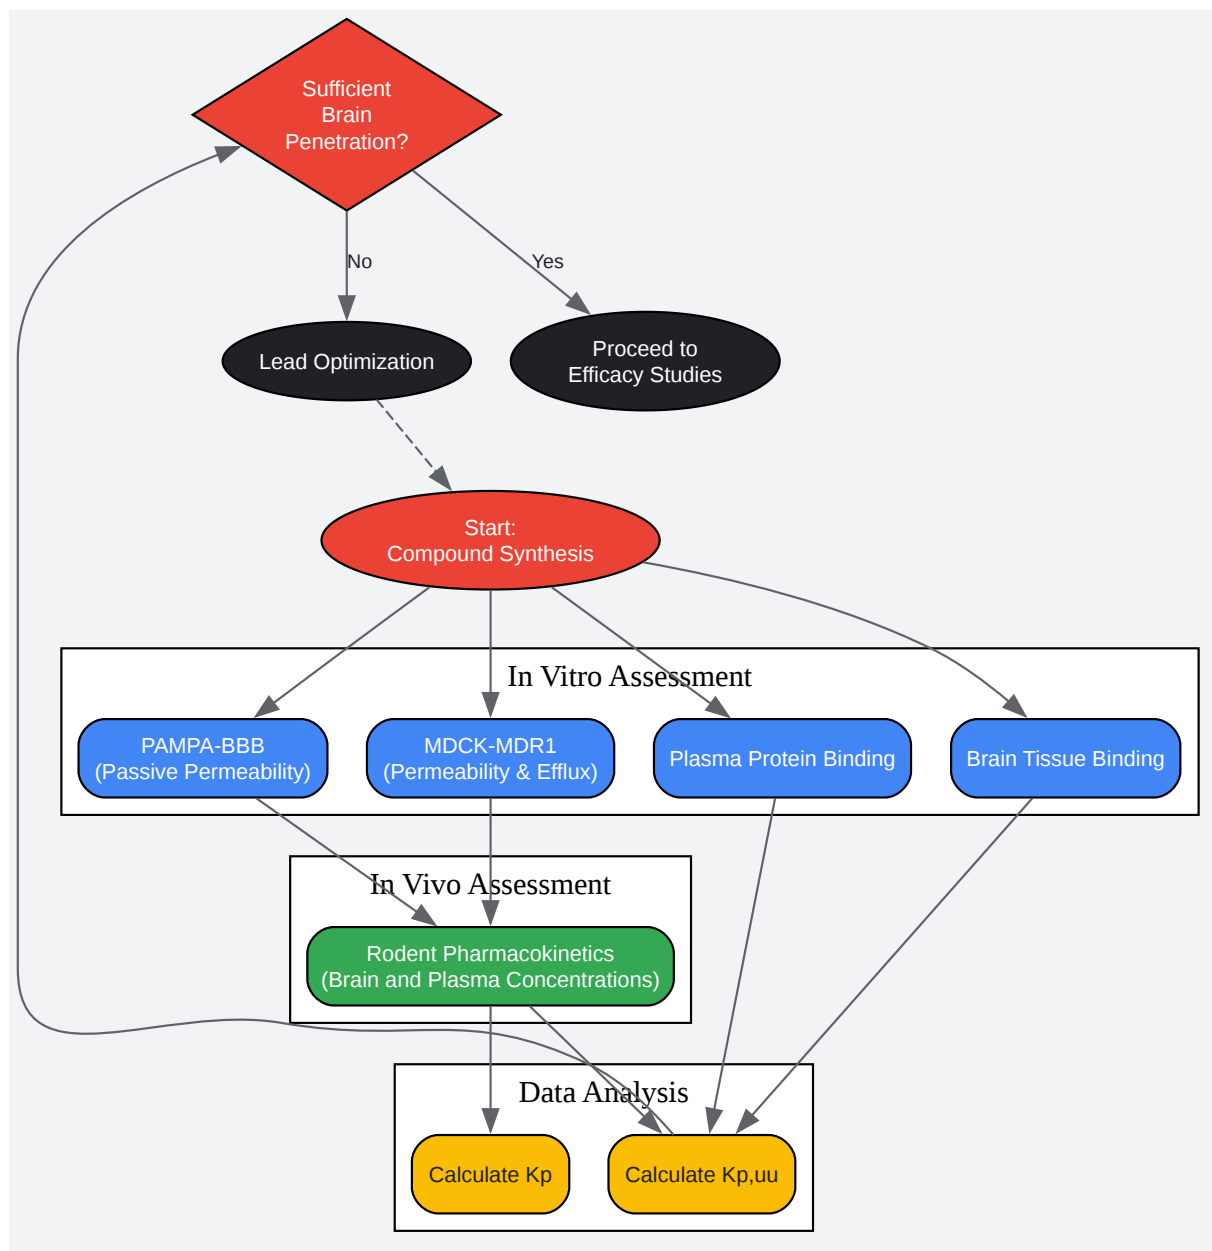 Sufficient
Brain
Penetration?
No
Yes
Lead Optimization
Proceed to
Efficacy Studies
Start:
Compound Synthesis
In Vitro Assessment
PAMPA-BBB
(Passive Permeability)
MDCK-MDR1
(Permeability & Efflux)
Plasma Protein Binding
Brain Tissue Binding
In Vivo Assessment
Rodent Pharmacokinetics
(Brain and Plasma Concentrations)
Data Analysis
Calculate Kp
Calculate Kp,uu